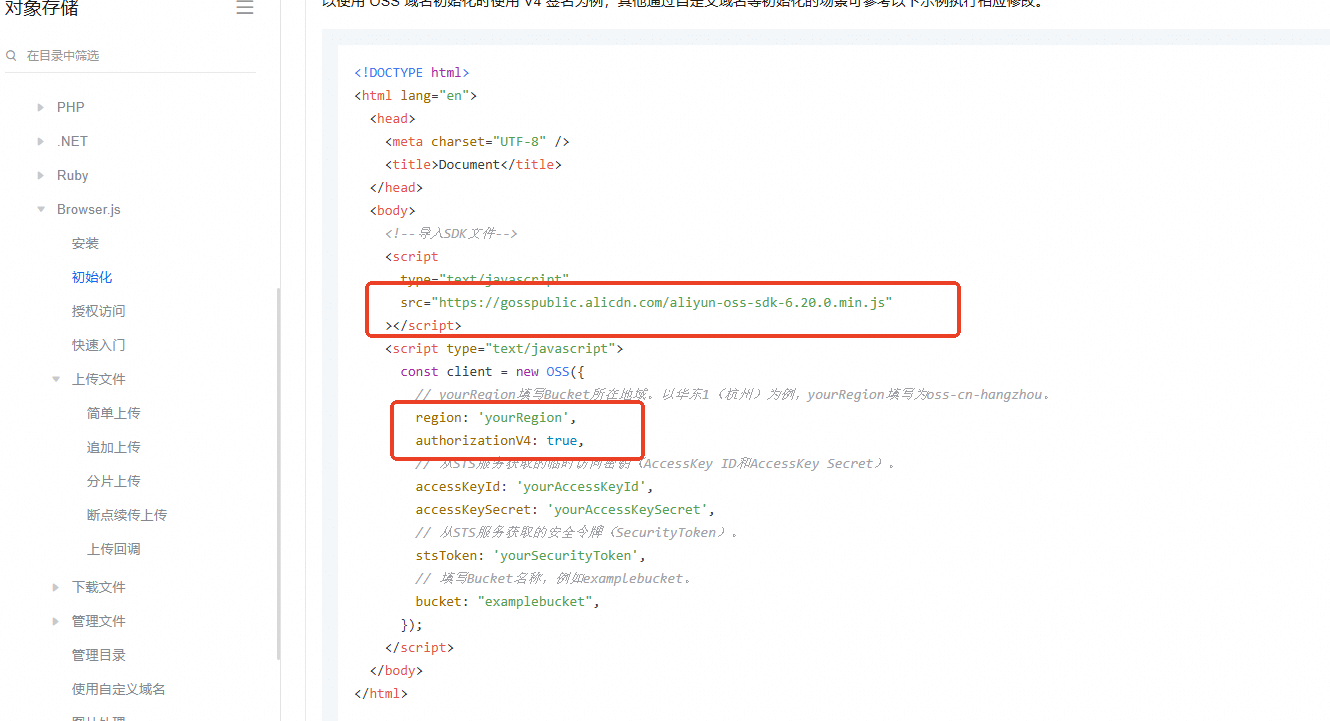 对象存储
在目录中筛选
PHP
.NET
Ruby
Browser.js
安装
初始化
授权访问
快速入门
上传文件
简单上传
追加上传
分片上传
断点续传上传
上传回调
下载文件
管理文件
管理目录
使用自定义域名
图片处理
以使用 OSS 域名初始化时使用 V4 签名为例，其他通过自定义域名等初始化的场景可参考以下示例执行相应修改。
<!DOCTYPE html>
<html lang="en">
<head>
<meta charset="UTF-8" />
<title>Document</title>
</head>
<body>
<!--导入SDK文件-->
<script
type="text/javascript"
src="https://gosspublic.alicdn.com/aliyun-oss-sdk-6.20.0.min.js"
></script>
<script type="text/javascript">
const client = new OSS({
// yourRegion填写Bucket所在地域。以华东1（杭州）为例，yourRegion填写为oss-cn-hangzhou。
region: 'yourRegion',
authorizationV4: true,
// 从STS服务获取的临时访问密钥（AccessKey ID和AccessKey Secret）。
accessKeyId: 'yourAccessKeyId',
accessKeySecret: 'yourAccessKeySecret',
// 从STS服务获取的安全令牌（SecurityToken）。
stsToken: 'yourSecurityToken',
// 填写Bucket名称，例如examplebucket。
bucket: "examplebucket",
});
</script>
</body>
</html>